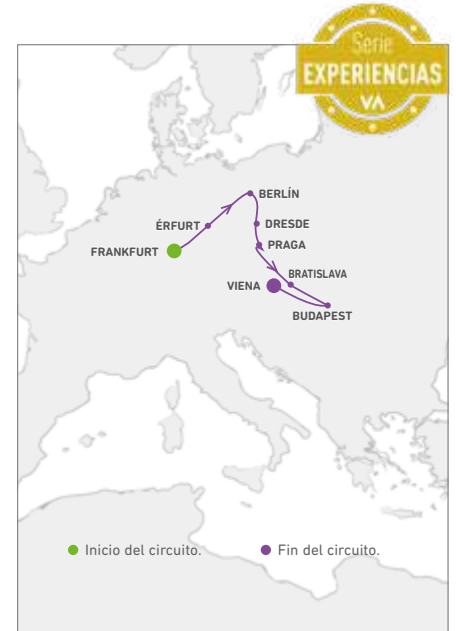 Serie
EXPERIENCIAS
VA
BERLÍN
ÉRFURT
DRESDE
PRAGA
FRANKFURT
BRATISLAVA
VIENA
BUDAPEST
Inicio del circuito.
Fin del circuito.